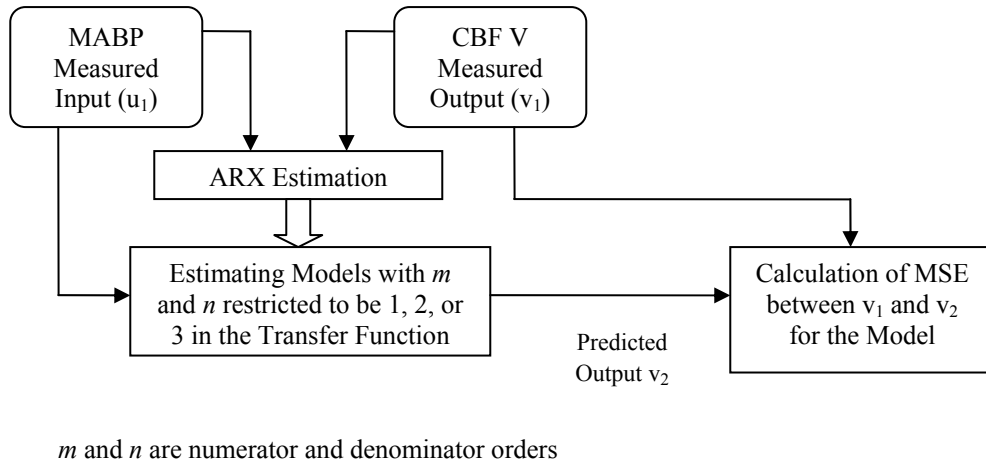 MABP
Measured
Input (u₁)
CBF V
Measured
Output (v₁)
ARX Estimation
Estimating Models with m
and n restricted to be 1, 2, or
3 in the Transfer Function
Predicted
Output v₂
Calculation of MSE
between v₁ and v₂
for the Model
m and n are numerator and denominator orders